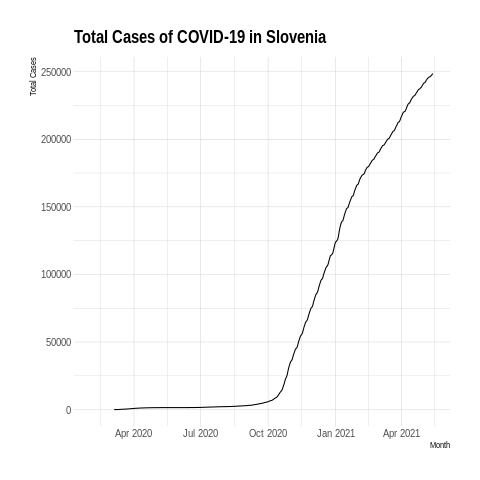 Total Cases of COVID-19 in Slovenia
Total Cases
250000
200000
150000
100000
50000
0
Apr 2020 Jul 2020 Oct 2020 Jan 2021 Apr 2021
Month